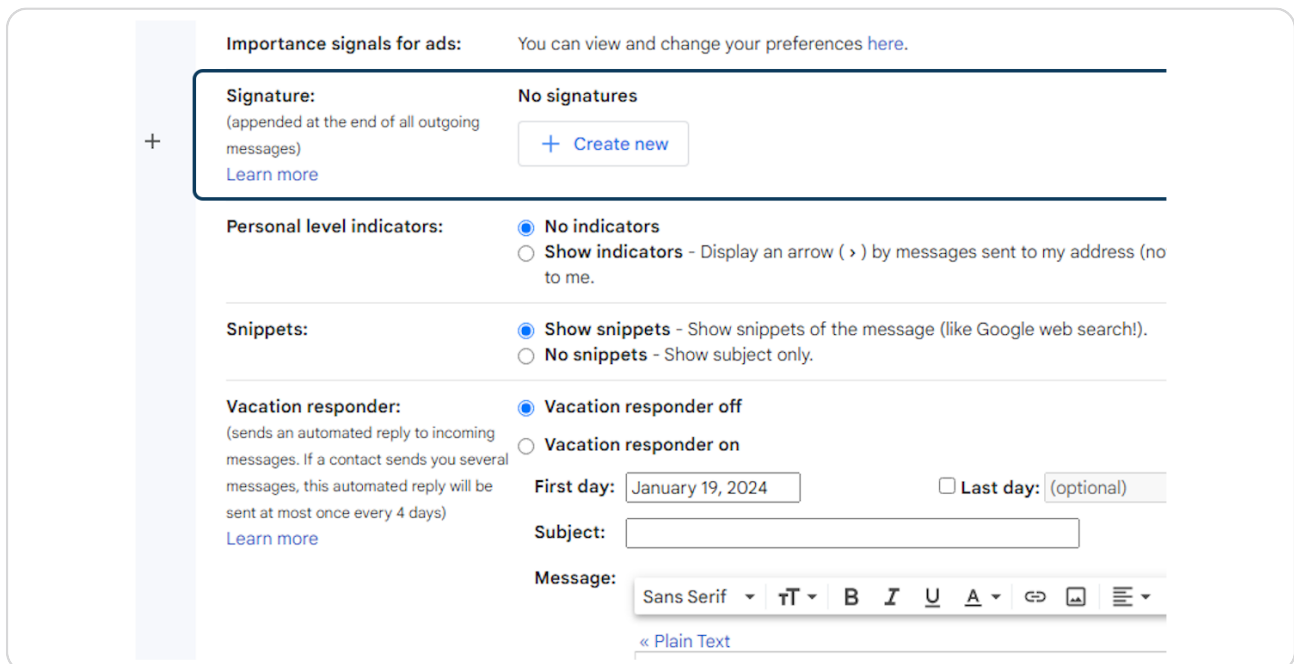 Importance signals for ads: You can view and change your preferences here.
Signature: No signatures
(appended at the end of all outgoing
messages)
+ Create new
Learn more
Personal level indicators: No indicators
Show indicators - Display an arrow ( › ) by messages sent to my address (no
to me.
Snippets: Show snippets - Show snippets of the message (like Google web search!).
No snippets - Show subject only.
Vacation responder: Vacation responder off
(sends an automated reply to incoming
messages. If a contact sends you several
messages, this automated reply will be
sent at most once every 4 days)
Learn more
Vacation responder on
First day: January 19, 2024 Last day: (optional)
Subject:
Message:
Sans Serif TT B I U A
« Plain Text